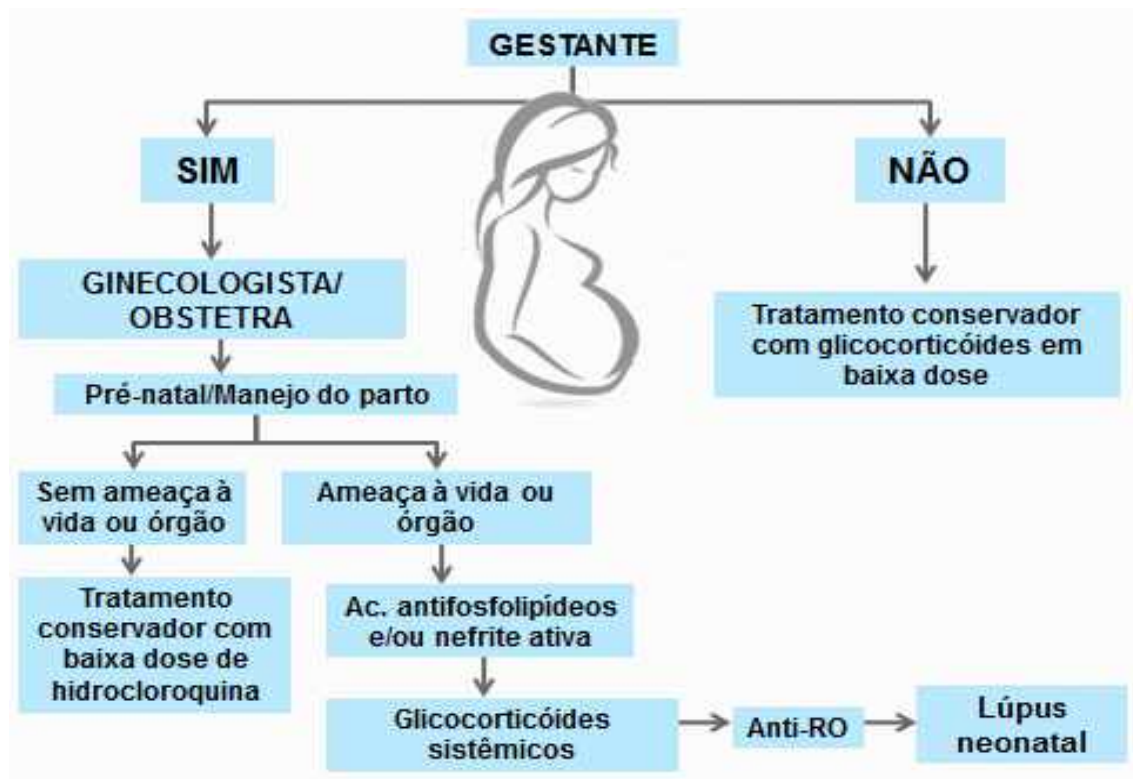 GESTANTE
SIM
NÃO
GINECOLOGISTA/
OBSTETRA
Tratamento conservador
com glicocorticóides em
baixa dose
Pré-natal/Manejo do parto
Sem ameaça à
vida ou órgão
Ameaça à vida ou
órgão
Tratamento
conservador com
baixa dose de
hidrocloroquina
Ac. antifosfolipídeos
e/ou nefrite ativa
Glicocorticóides
sistêmicos
Anti-RO
Lúpus
neonatal